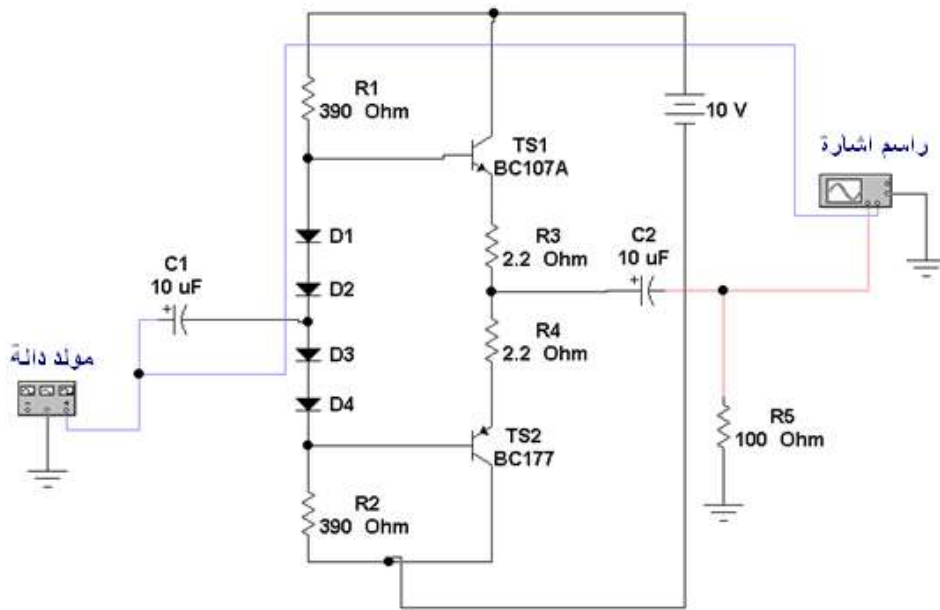 R1
390 Ohm
10 V
TS1
BC107A
راسم اشارة
D1
R3
2.2 Ohm
C2
10 uF
C1
10 uF
D2
مولد دالة
D3
R4
2.2 Ohm
D4
TS2
BC177
R5
100 Ohm
R2
390 Ohm